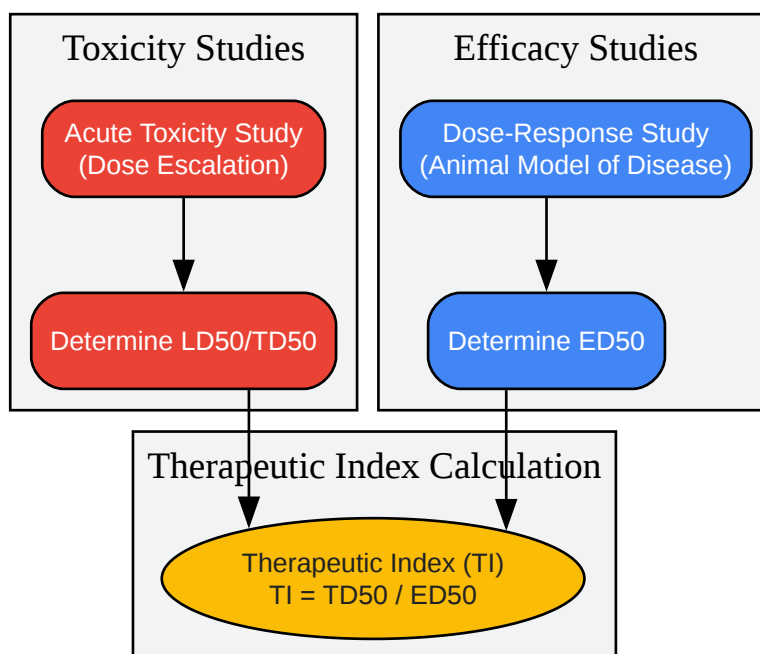 Toxicity Studies
Acute Toxicity Study
(Dose Escalation)
Determine LD50/TD50
Efficacy Studies
Dose-Response Study
(Animal Model of Disease)
Determine ED50
Therapeutic Index Calculation
Therapeutic Index (TI)
TI = TD50 / ED50